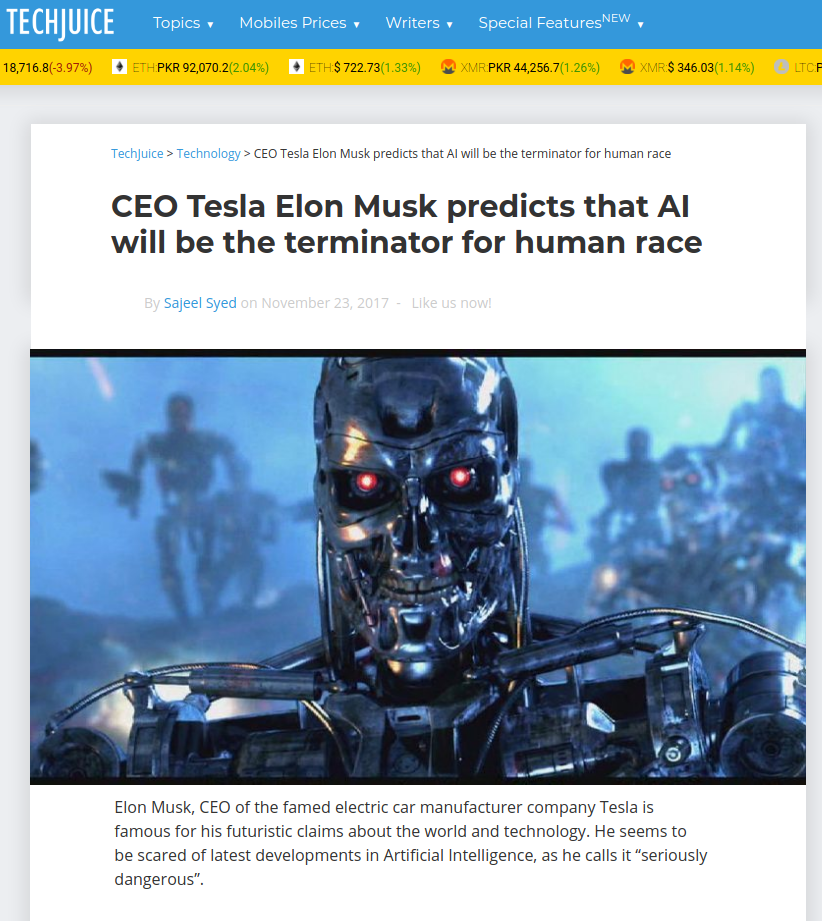 TECHJUICE
Topics ▼ Mobiles Prices ▼ Writers ▼ Special FeaturesNEW ▼
18,716.8(-3.97%) ETH:PKR 92,070.2(2.04%) ETH:$ 722.73(1.33%) XMR:PKR 44,256.7(1.26%) XMR:$ 346.03(1.14%) LTC:P
TechJuice > Technology > CEO Tesla Elon Musk predicts that AI will be the terminator for human race
CEO Tesla Elon Musk predicts that AI
will be the terminator for human race
By Sajeel Syed on November 23, 2017 - Like us now!
Elon Musk, CEO of the famed electric car manufacturer company Tesla is
famous for his futuristic claims about the world and technology. He seems to
be scared of latest developments in Artificial Intelligence, as he calls it “seriously
dangerous”.